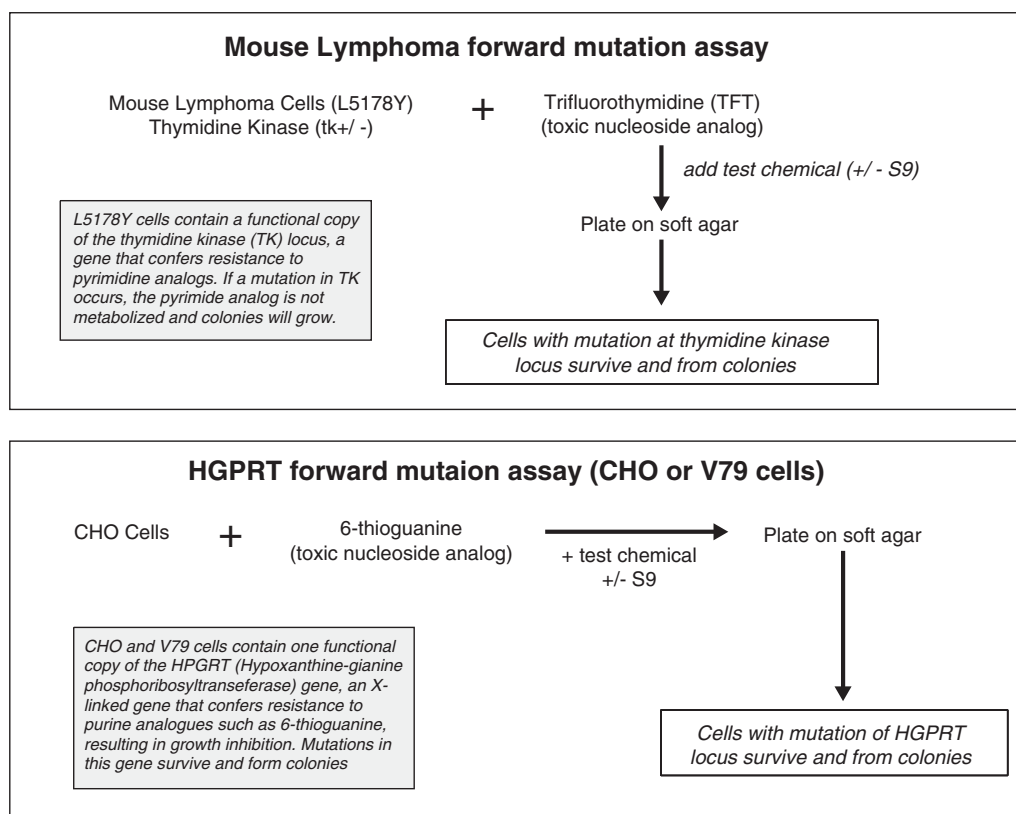 Mouse Lymphoma forward mutation assay
Mouse Lymphoma Cells (L5178Y)
Thymidine Kinase (tk+/ -)
+
Trifluorothymidine (TFT)
(toxic nucleoside analog)
add test chemical (+/ - S9)
Plate on soft agar
L5178Y cells contain a functional copy
of the thymidine kinase (TK) locus, a
gene that confers resistance to
pyrimidine analogs. If a mutation in TK
occurs, the pyrimide analog is not
metabolized and colonies will grow.
Cells with mutation at thymidine kinase
locus survive and from colonies
HGPRT forward mutaion assay (CHO or V79 cells)
CHO Cells
+
6-thioguanine
(toxic nucleoside analog)
+ test chemical
+/- S9
Plate on soft agar
CHO and V79 cells contain one functional
copy of the HPGRT (Hypoxanthine-gianine
phosphoribosyltranseferase) gene, an X-
linked gene that confers resistance to
purine analogues such as 6-thioguanine,
resulting in growth inhibition. Mutations in
this gene survive and form colonies
Cells with mutation of HGPRT
locus survive and from colonies